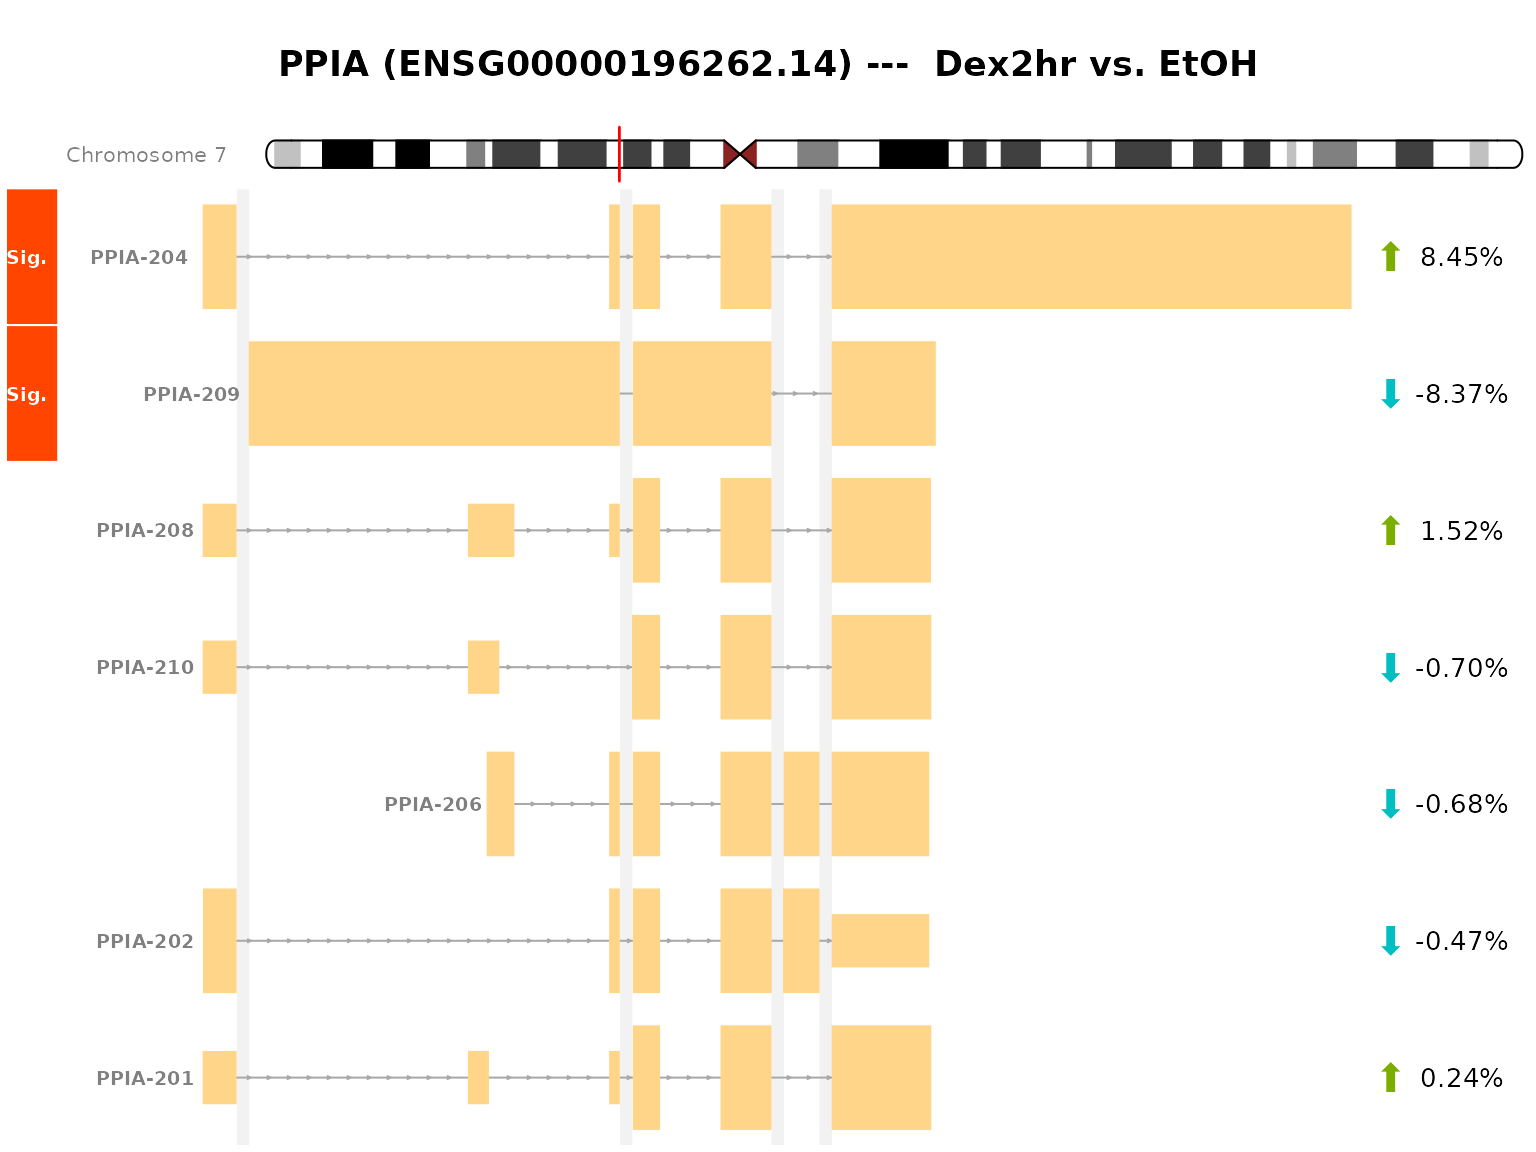 PPIA (ENSG00000196262.14) --- Dex2hr vs. EtOH
Chromosome 7
Sig. PPIA-204 8.45%
Sig. PPIA-209 -8.37%
PPIA-208 1.52%
PPIA-210 -0.70%
PPIA-206 -0.68%
PPIA-202 -0.47%
PPIA-201 0.24%